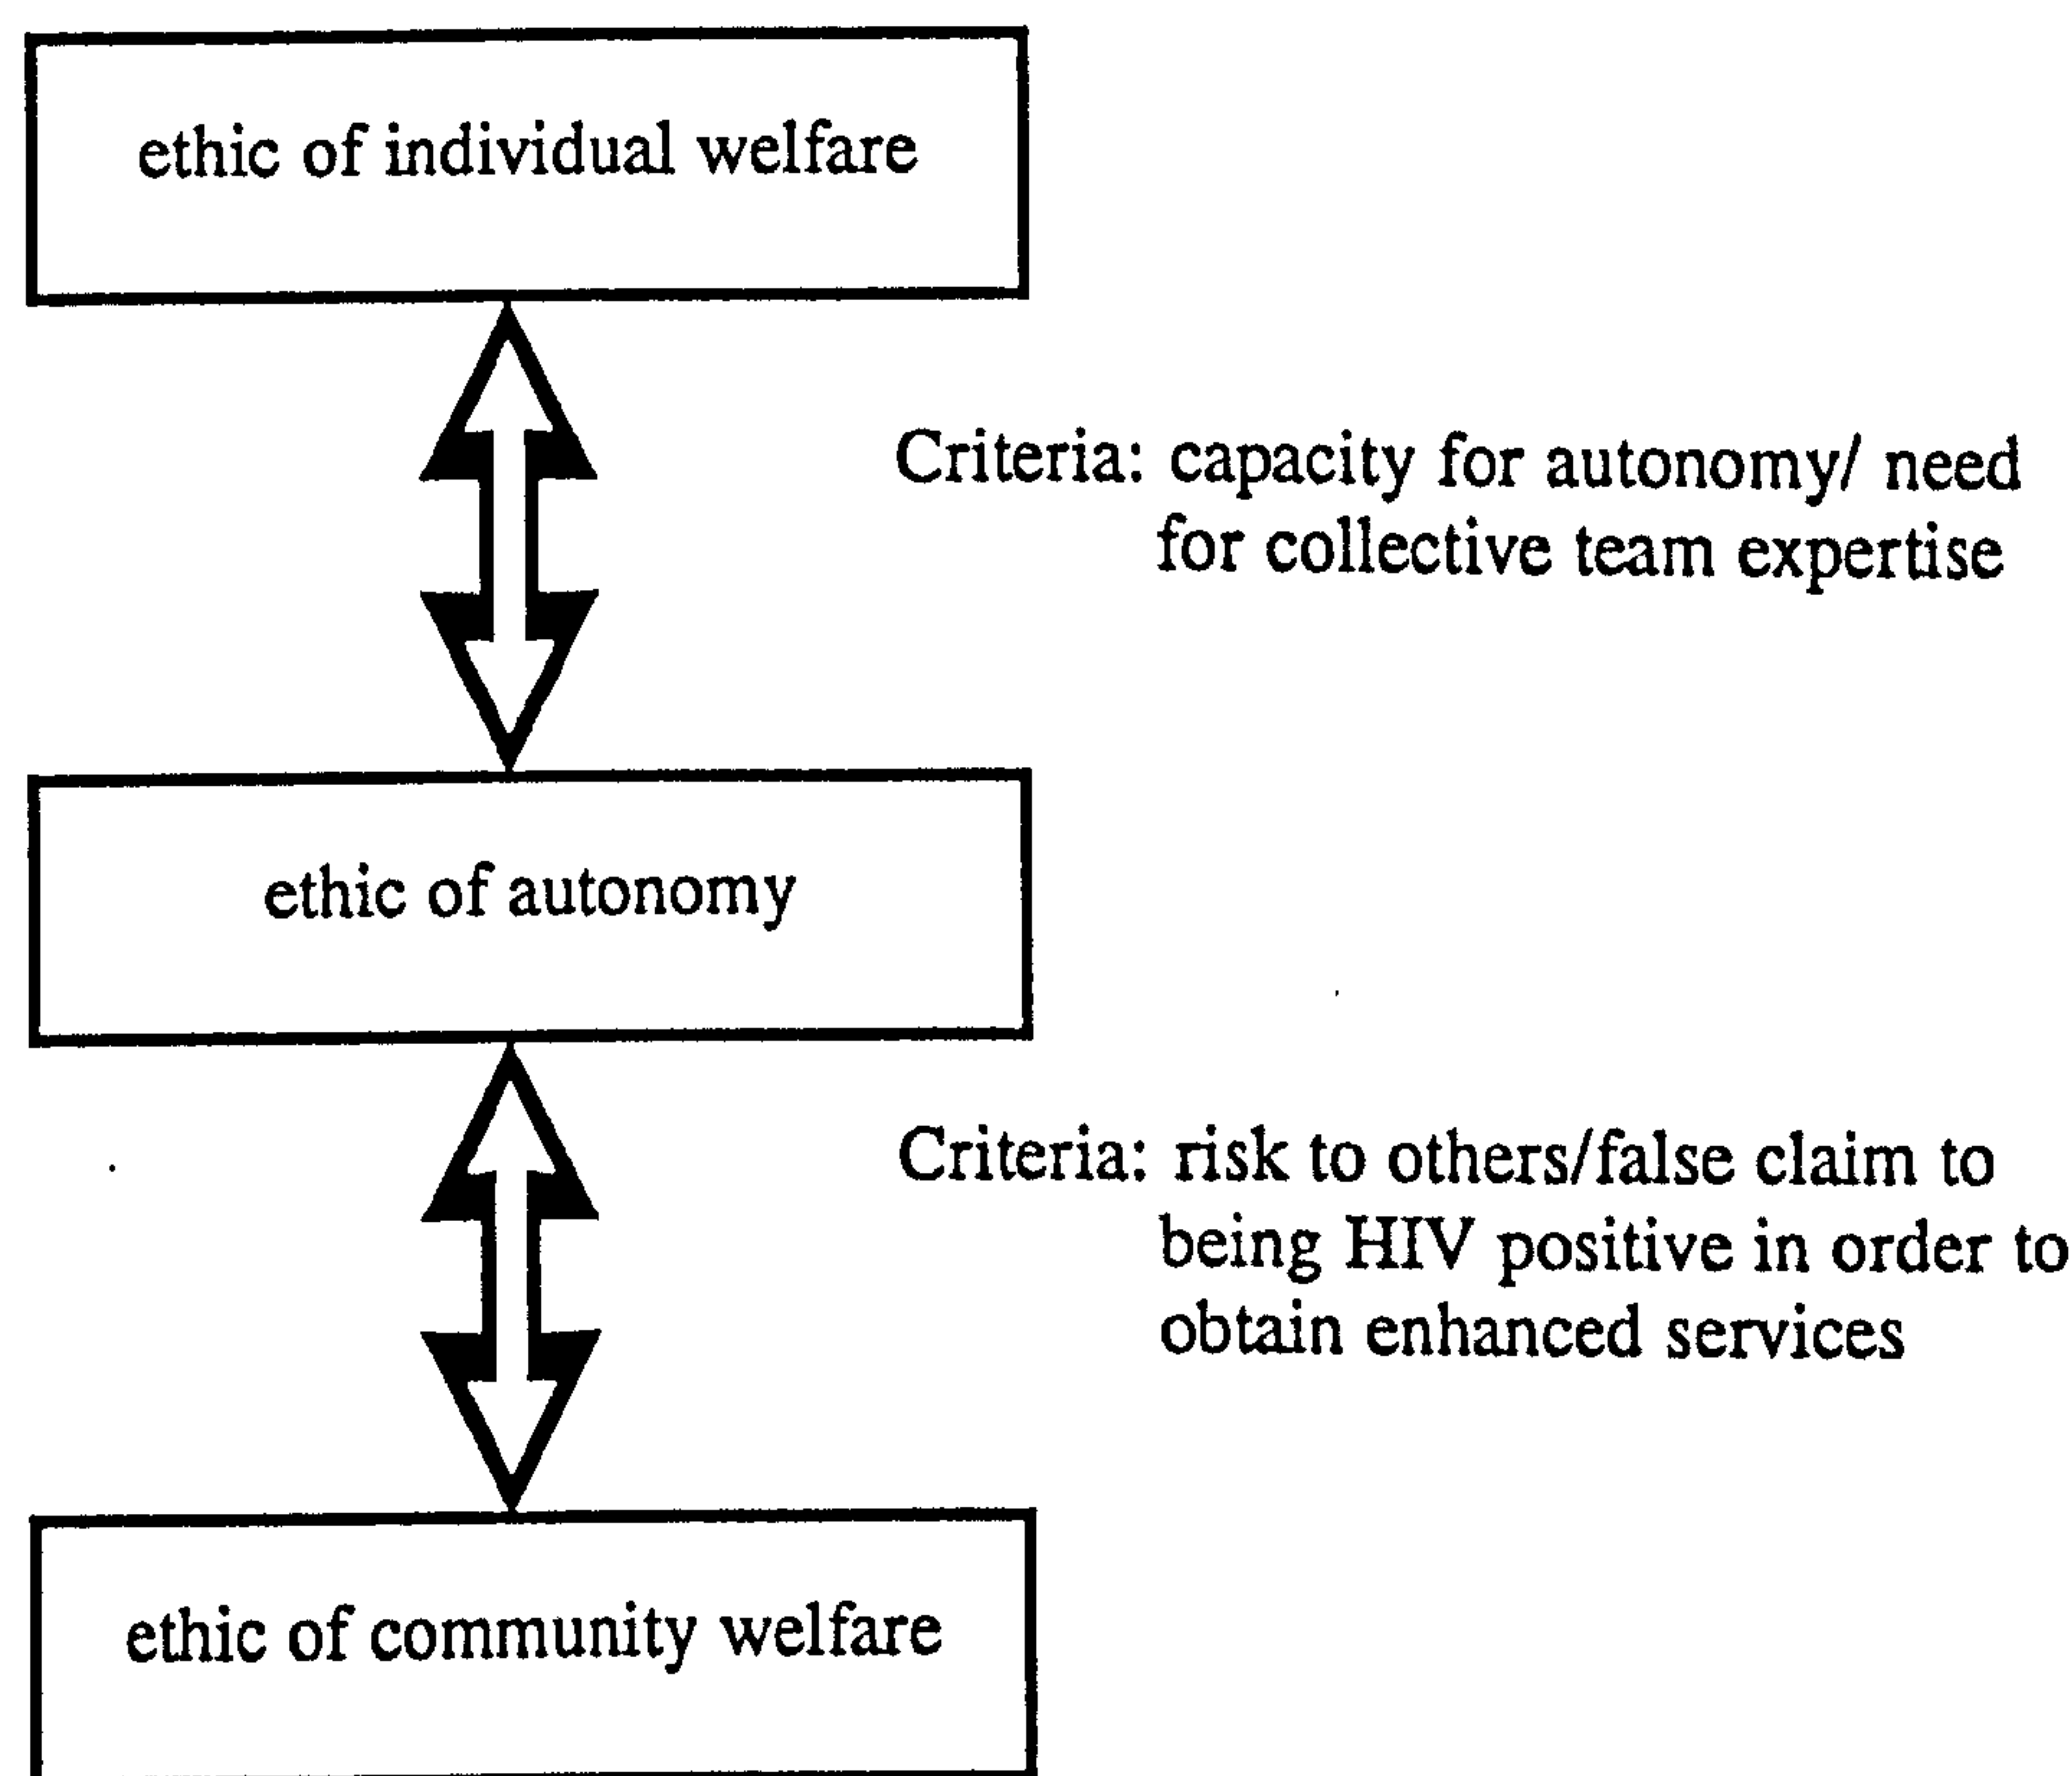 ethic of individual welfare
Criteria: capacity for autonomy/ need
for collective team expertise
ethic of autonomy
Criteria: risk to others/false claim to
being HIV positive in order to
obtain enhanced services
ethic of community welfare